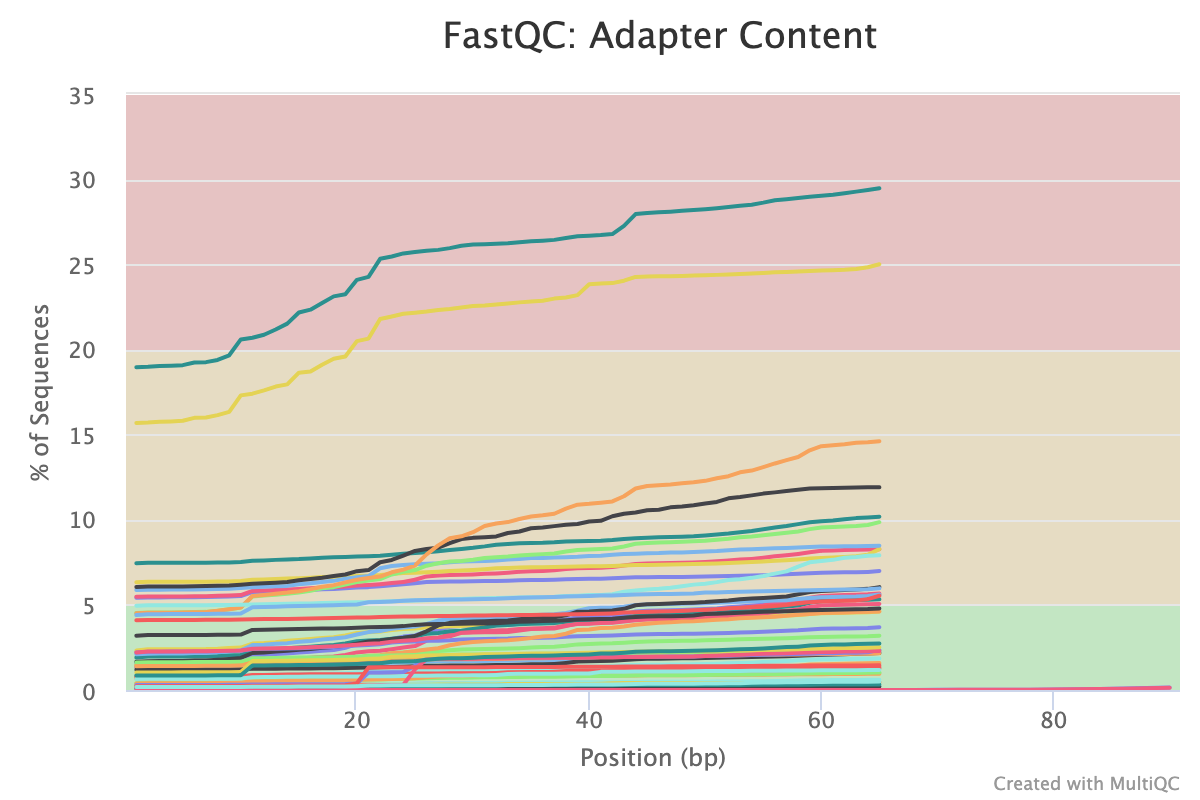 FastQC: Adapter Content
35
30
25
20
15
10
5
0
% of Sequences
20 40 60 80
Position (bp)
Created with MultiQC